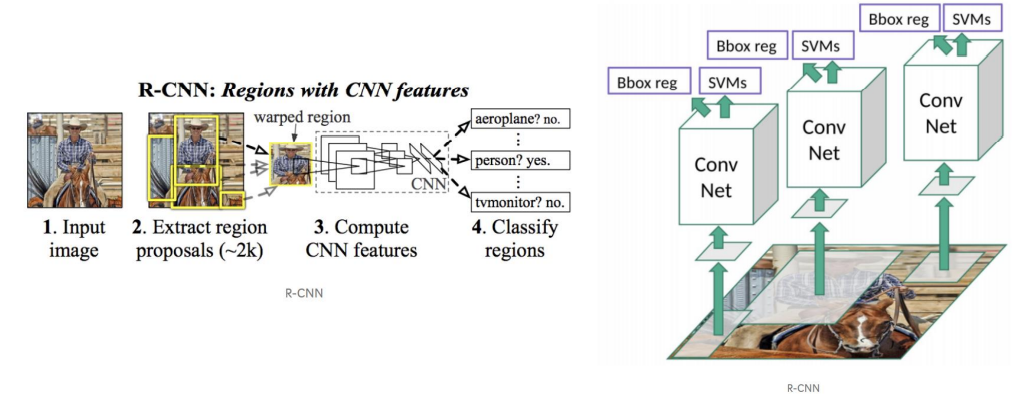 R-CNN: Regions with CNN features
warped region
aeroplane? no.
person? yes.
tvmonitor? no.
CNN
1. Input
image
2. Extract region
proposals (~2k)
3. Compute
CNN features
4. Classify
regions
R-CNN
Bbox reg SVMs
Bbox reg SVMs
Bbox reg SVMs
Conv
Net
Conv
Net
Conv
Net
R-CNN